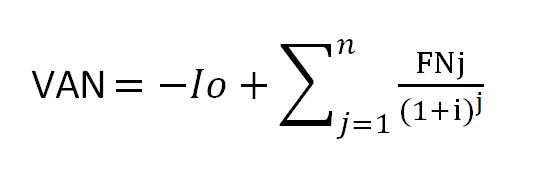 VAN = −Io + ∑_{j=1}^{n} FNj / (1+i)^j